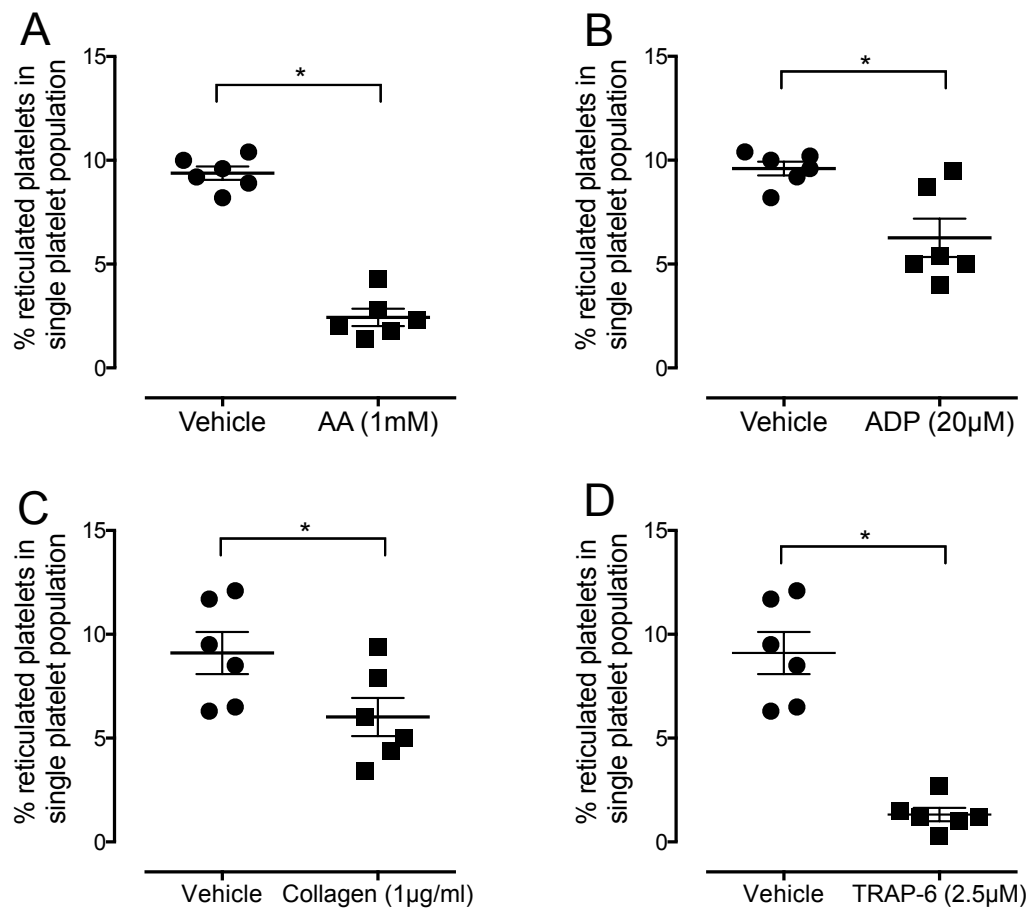 A
% reticulated platelets in
single platelet population
15
10
5
0
*
Vehicle
AA (1mM)
B
% reticulated platelets in
single platelet population
15
10
5
0
*
Vehicle
ADP (20µM)
C
% reticulated platelets in
single platelet population
15
10
5
0
*
Vehicle
Collagen (1µg/ml)
D
% reticulated platelets in
single platelet population
15
10
5
0
*
Vehicle
TRAP-6 (2.5µM)